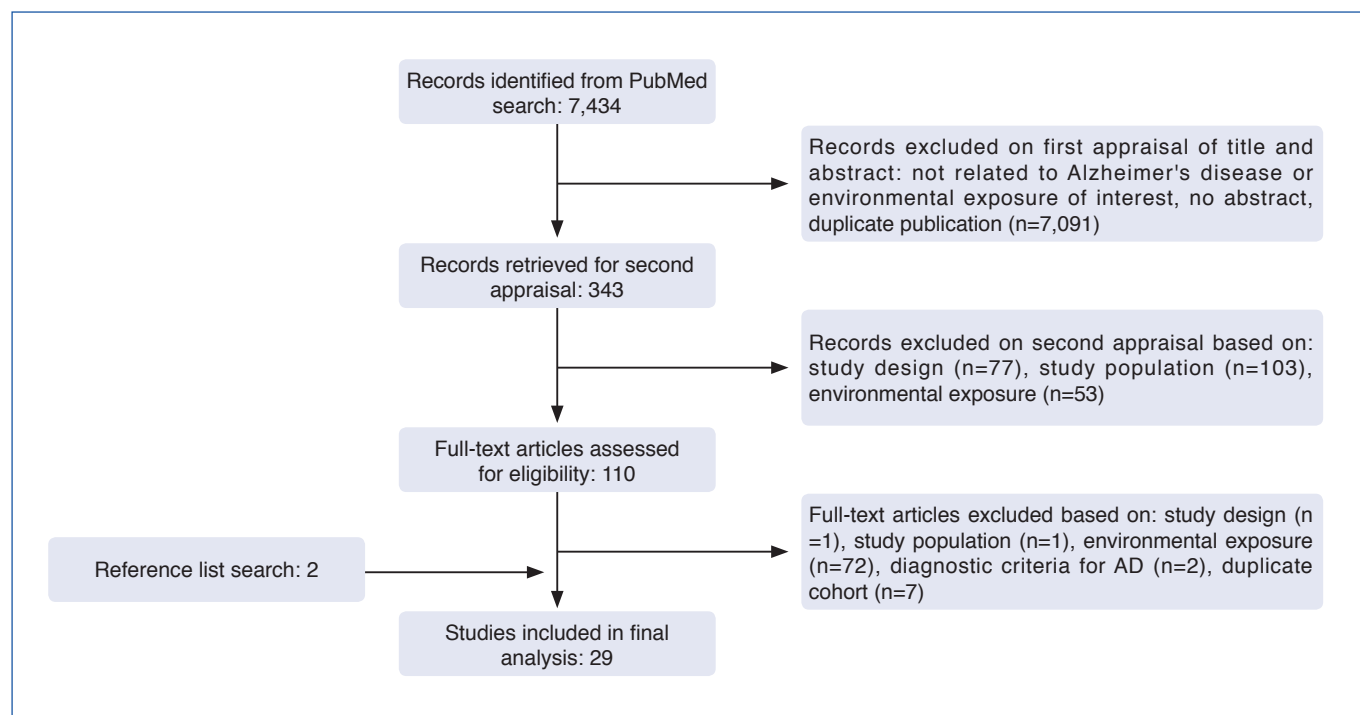 Records identified from PubMed
search: 7,434
Records excluded on first appraisal of title and
abstract: not related to Alzheimer's disease or
environmental exposure of interest, no abstract,
duplicate publication (n=7,091)
Records retrieved for second
appraisal: 343
Records excluded on second appraisal based on:
study design (n=77), study population (n=103),
environmental exposure (n=53)
Full-text articles assessed
for eligibility: 110
Full-text articles excluded based on: study design (n
=1), study population (n=1), environmental exposure
(n=72), diagnostic criteria for AD (n=2), duplicate
cohort (n=7)
Reference list search: 2
Studies included in final
analysis: 29